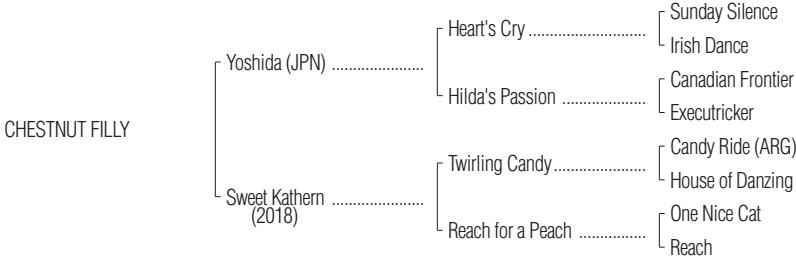 CHESTNUT FILLY
Yoshida (JPN) ......................
Sweet Kathern ......................
(2018)
Heart's Cry ............................
Hilda's Passion ....................
Twirling Candy ......................
Reach for a Peach ................
Sunday Silence
Irish Dance
Canadian Frontier
Executricker
Candy Ride (ARG)
House of Danzing
One Nice Cat
Reach